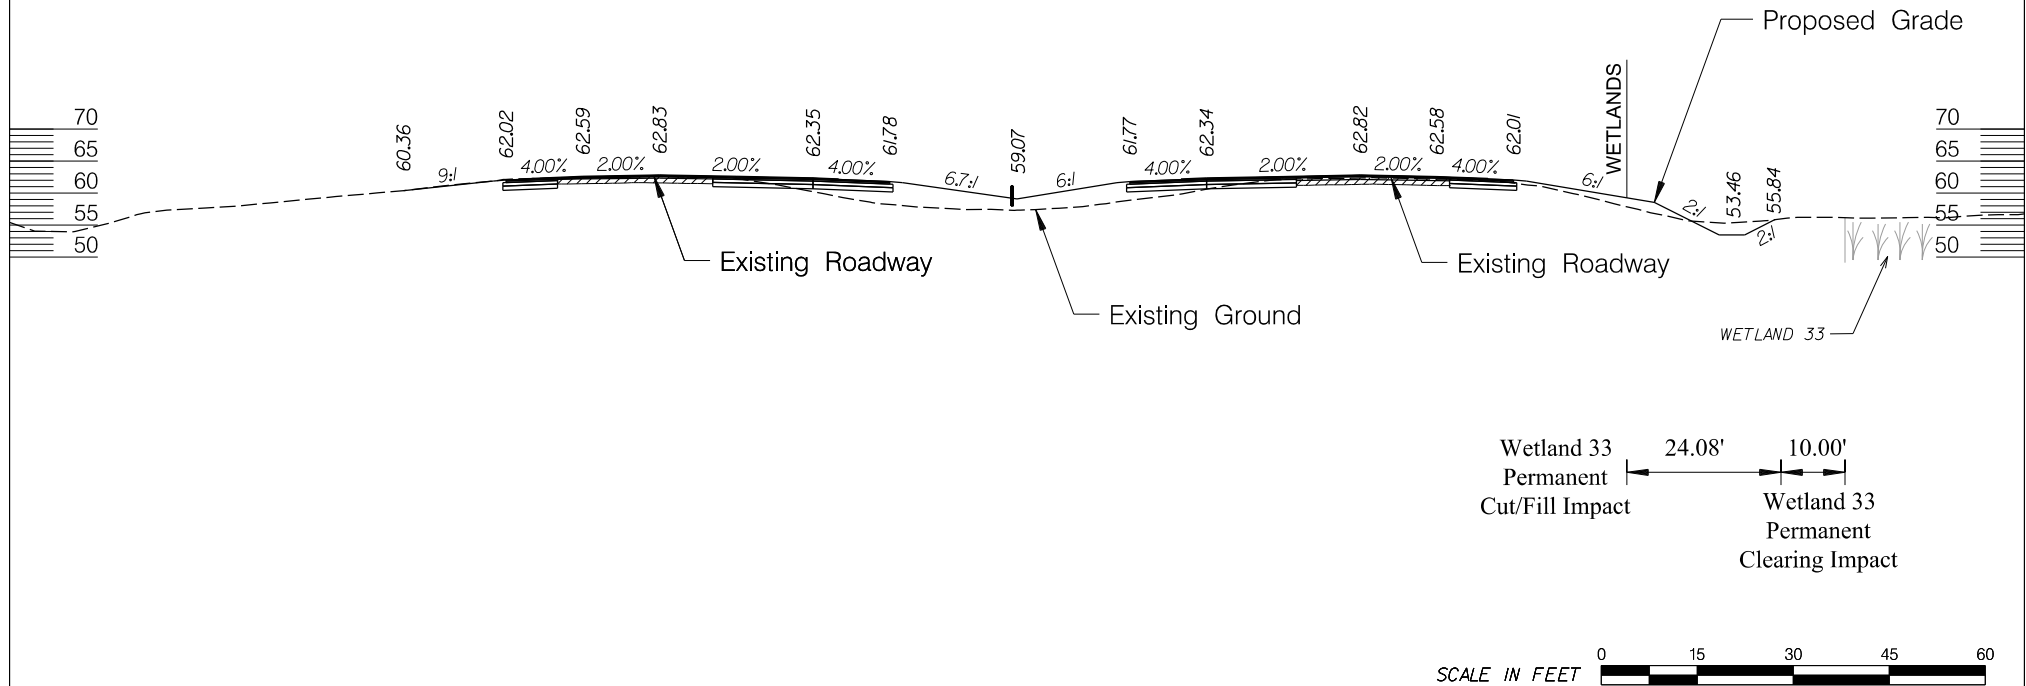 Proposed Grade
WETLANDS
70
65
60
55
50
60.36
62.02
62.59
62.83
62.35
61.78
59.07
61.77
62.34
62.82
62.58
62.01
53.46
55.84
70
65
60
55
50
9:1
4.00%
2.00%
2.00%
4.00%
6.7:1
6:1
4.00%
2.00%
2.00%
4.00%
6:1
2:1
2:1
Existing Roadway
Existing Roadway
Existing Ground
WETLAND 33
Wetland 33
Permanent
Cut/Fill Impact
24.08'
10.00'
Wetland 33
Permanent
Clearing Impact
SCALE IN FEET
0 15 30 45 60